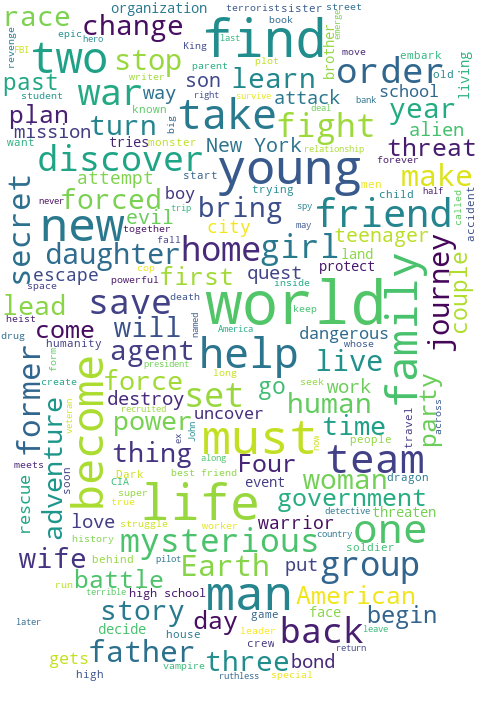 organization terrorist sister book street
race change King last emerge
FBI epic hero find brother
revenge two stop parent plot move embark
past war way son learn order old living
student writer attack school
plan known right take survive deal year
want turn big New York fight bank alien
mission tries monster relationship threat
discover start young forever make
secret attempt trying men half
never boy child called accident
new forced trip together bring spy friend teenager
evil fall may city land
daughter home girl family journey couple
escape first quest protect
space powerful cop death inside
lead save world keep dangerous
heist come will named America whose
drug humanity agent help live party
former form president long seek
create force set go work
become destroy recruited uncover human travel across
adventure veteran power John must time people
meets thing ex now team dragon
rescue soon CIA Dark along best friend Four event woman
super life government threaten
love true struggle worker warrior detective country one
history mysterious soldier
wife behind pilot Earth put group
battle man American
run terrible high school game face begin
later story decide day leader crew back leave
father house three bond return
gets high vampire ruthless special